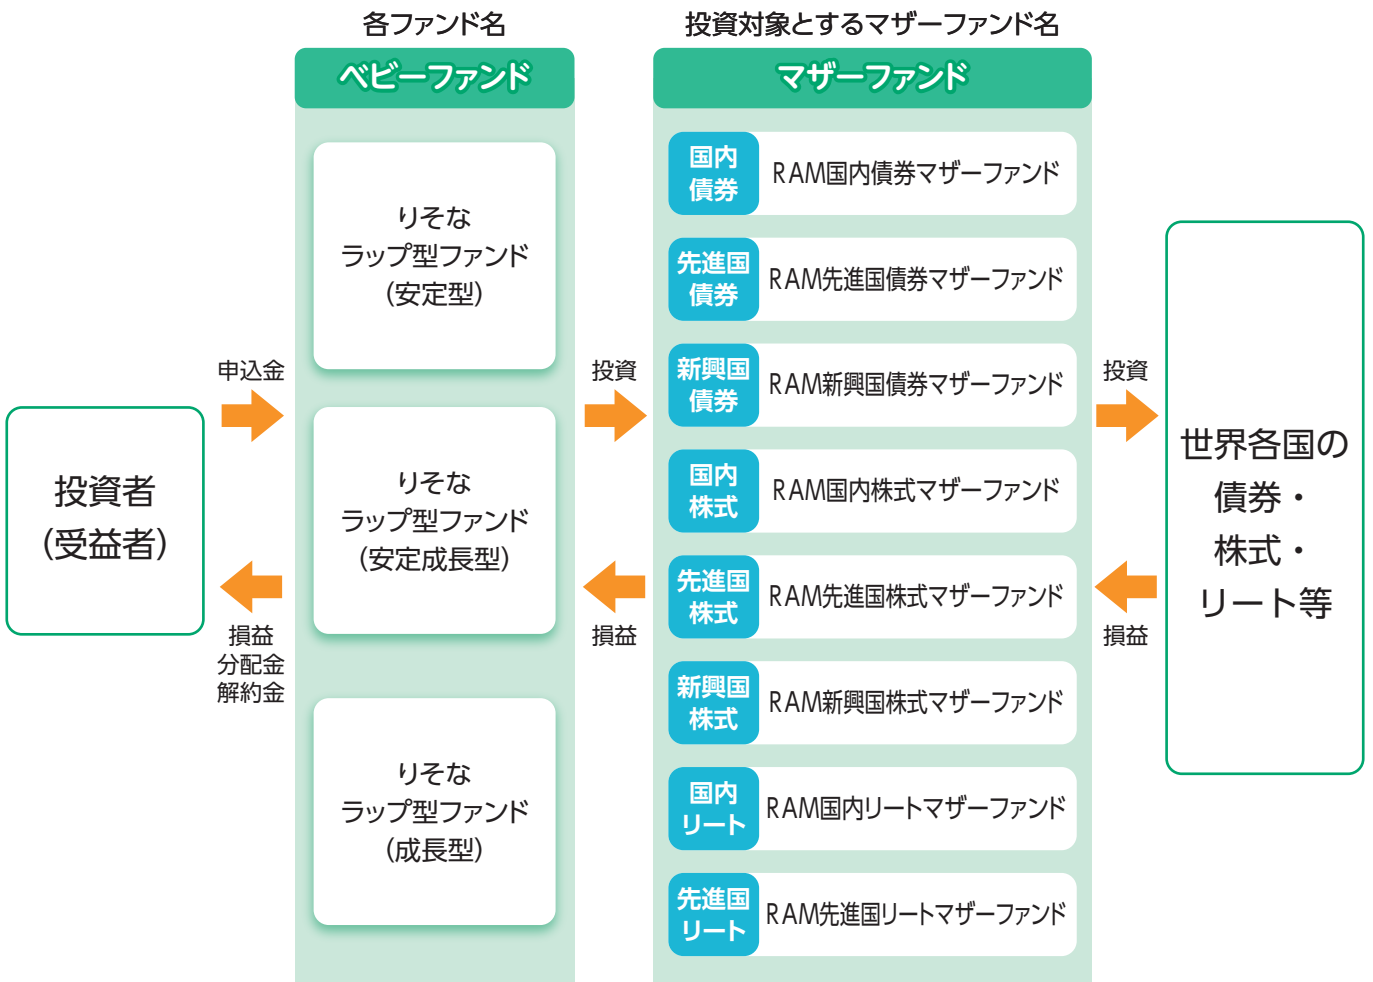 各ファンド名
ベビーファンド
りそな
ラップ型ファンド
(安定型)
りそな
ラップ型ファンド
(安定成長型)
りそな
ラップ型ファンド
(成長型)
投資対象とするマザーファンド名
マザーファンド
国内
債券
RAM国内債券マザーファンド
先進国
債券
RAM先進国債券マザーファンド
新興国
債券
RAM新興国債券マザーファンド
国内
株式
RAM国内株式マザーファンド
先進国
株式
RAM先進国株式マザーファンド
新興国
株式
RAM新興国株式マザーファンド
国内
リート
RAM国内リートマザーファンド
先進国
リート
RAM先進国リートマザーファンド
投資者
(受益者)
申込金
損益
分配金
解約金
投資
損益
投資
損益
世界各国の
債券・
株式・
リート等